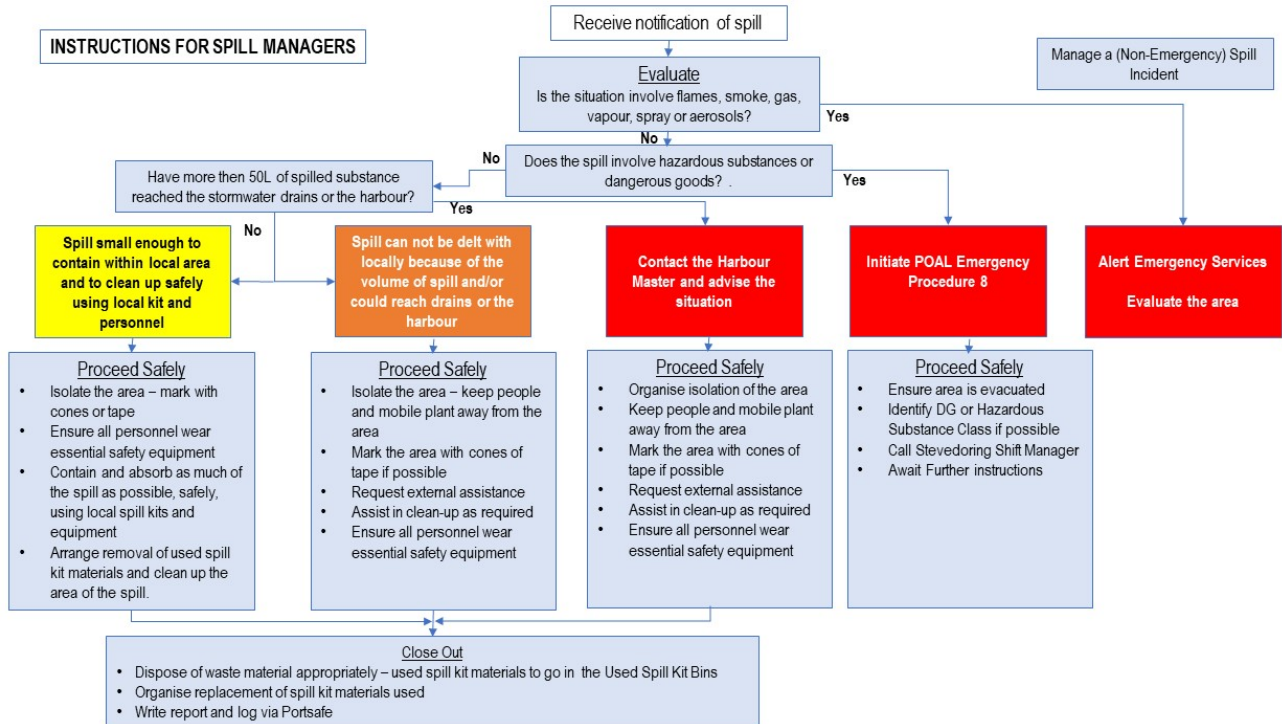 Receive notification of spill
INSTRUCTIONS FOR SPILL MANAGERS
Manage a (Non-Emergency) Spill
Incident
Evaluate
Is the situation involve flames, smoke, gas,
vapour, spray or aerosols?
Yes
No
Does the spill involve hazardous substances or
dangerous goods? .
No
Yes
Have more then 50L of spilled substance
reached the stormwater drains or the harbour?
Yes
No
Spill small enough to
contain within local area
and to clean up safely
using local kit and
personnel
Spill can not be delt with
locally because of the
volume of spill and/or
could reach drains or the
harbour
Contact the Harbour
Master and advise the
situation
Initiate POAL Emergency
Procedure 8
Alert Emergency Services
Evaluate the area
Proceed Safely
• Isolate the area – mark with
cones or tape
• Ensure all personnel wear
essential safety equipment
• Contain and absorb as much of
the spill as possible, safely,
using local spill kits and
equipment
• Arrange removal of used spill
kit materials and clean up the
area of the spill.
Proceed Safely
• Isolate the area – keep people
and mobile plant away from the
area
• Mark the area with cones of
tape if possible
• Request external assistance
• Assist in clean-up as required
• Ensure all personnel wear
essential safety equipment
Proceed Safely
• Organise isolation of the area
• Keep people and mobile plant
away from the area
• Mark the area with cones of
tape if possible
• Request external assistance
• Assist in clean-up as required
• Ensure all personnel wear
essential safety equipment
Proceed Safely
• Ensure area is evacuated
• Identify DG or Hazardous
Substance Class if possible
• Call Stevedoring Shift Manager
• Await Further instructions
Close Out
• Dispose of waste material appropriately – used spill kit materials to go in the Used Spill Kit Bins
• Organise replacement of spill kit materials used
• Write report and log via Portsafe